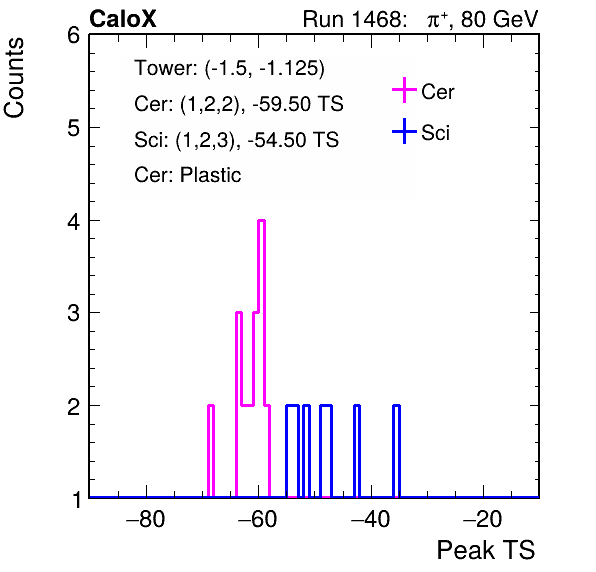 CaloX Run 1468: π⁺, 80 GeV
Counts
Tower: (-1.5, -1.125)
Cer: (1,2,2), -59.50 TS
Sci: (1,2,3), -54.50 TS
Cer: Plastic
Cer
Sci
6
5
4
3
2
1
−80 −60 −40 −20
Peak TS